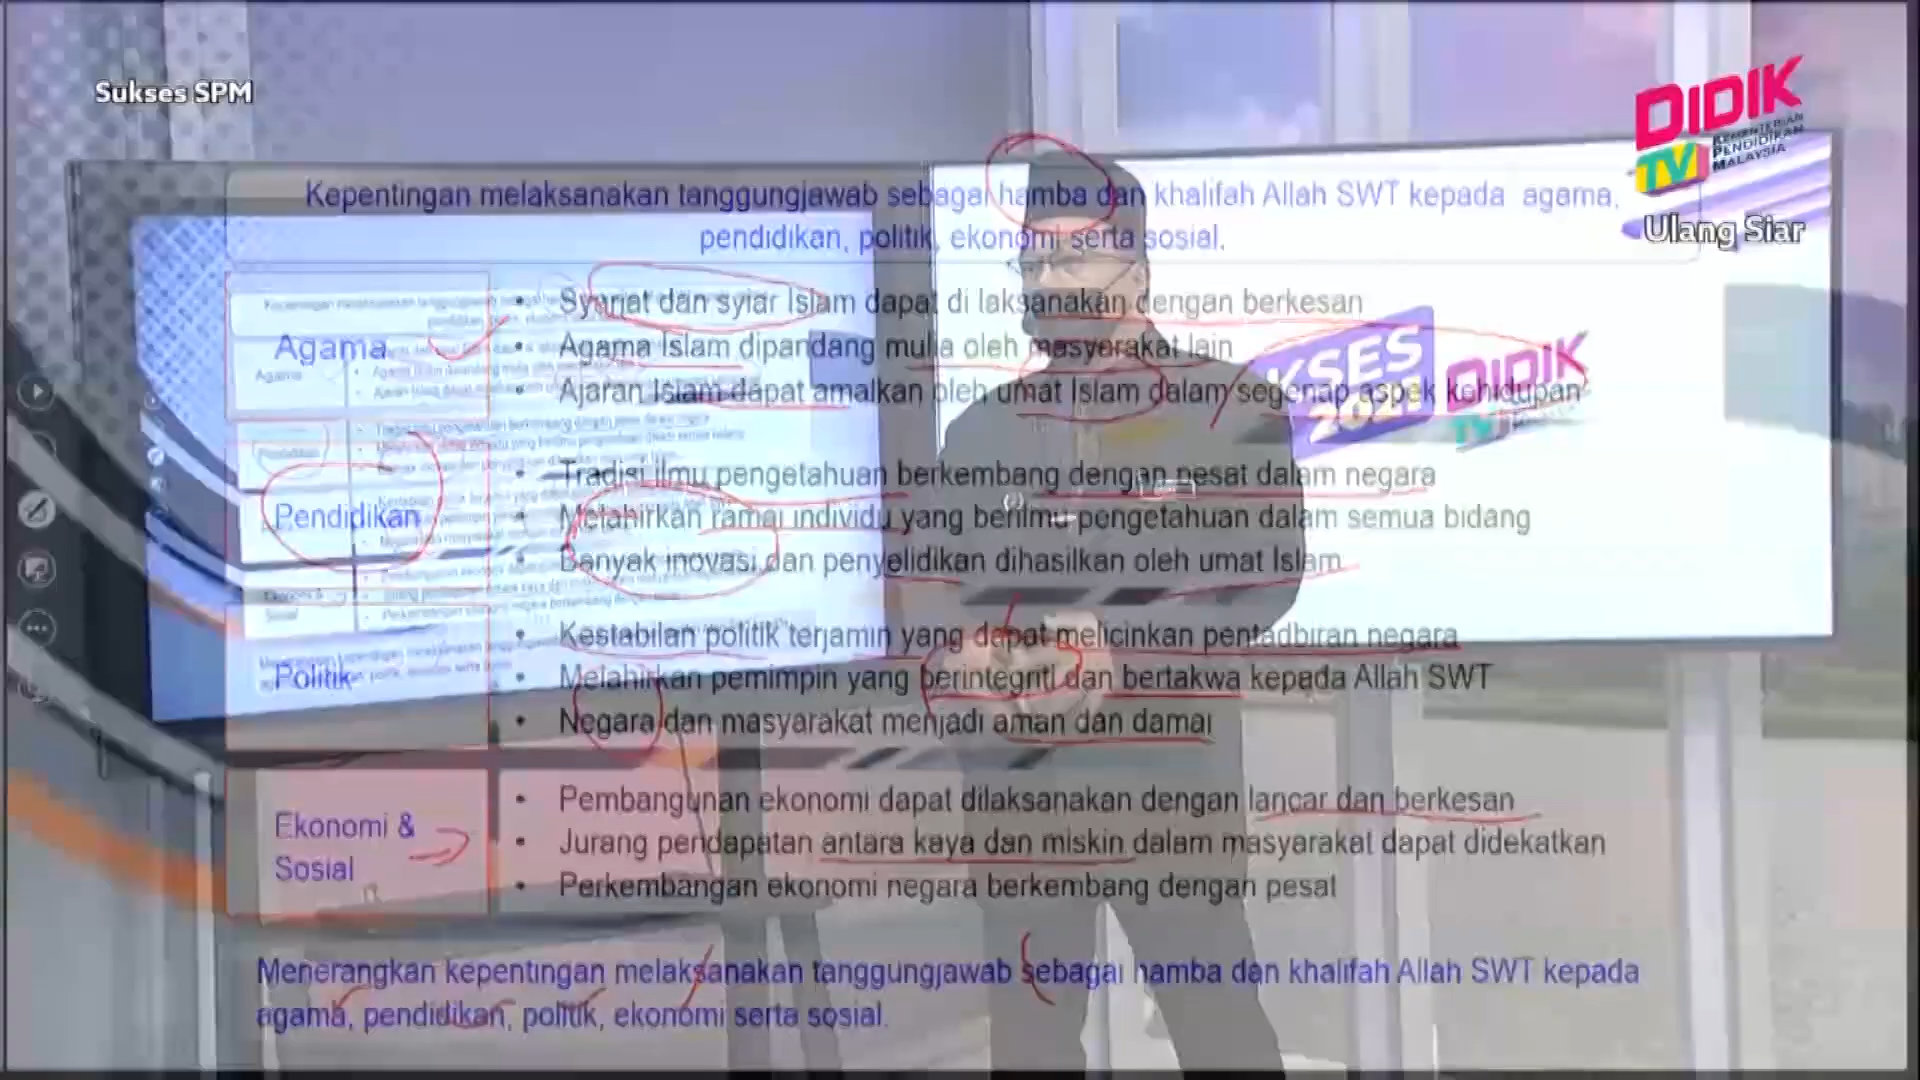 Sukses SPM
DIDIK
TV
KEMENTERIAN
PENDIDIKAN
MALAYSIA
Ulang Siar
Kepentingan melaksanakan tanggungjawab sebagai hamba dan khalifah Allah SWT kepada agama,
pendidikan, politik, ekonomi serta sosial.
Agama
• Syariat dan syiar Islam dapat di laksanakan dengan berkesan
• Agama Islam dipandang mulia oleh masyarakat lain
• Ajaran Islam dapat amalkan oleh umat Islam dalam segenap aspek kehidupan
Pendidikan
• Tradisi ilmu pengetahuan berkembang dengan pesat dalam negara
• Melahirkan ramai individu yang berilmu pengetahuan dalam semua bidang
• Banyak inovasi dan penyelidikan dihasilkan oleh umat Islam
Politik
• Kestabilan politik terjamin yang dapat melicinkan pentadbiran negara
• Melahirkan pemimpin yang berintegriti dan bertakwa kepada Allah SWT
• Negara dan masyarakat menjadi aman dan damai
Ekonomi &
Sosial
• Pembangunan ekonomi dapat dilaksanakan dengan lancar dan berkesan
• Jurang pendapatan antara kaya dan miskin dalam masyarakat dapat didekatkan
• Perkembangan ekonomi negara berkembang dengan pesat
Menerangkan kepentingan melaksanakan tanggungjawab sebagai hamba dan khalifah Allah SWT kepada
agama, pendidikan, politik, ekonomi serta sosial.
KSES
2021
DIDIK
TV